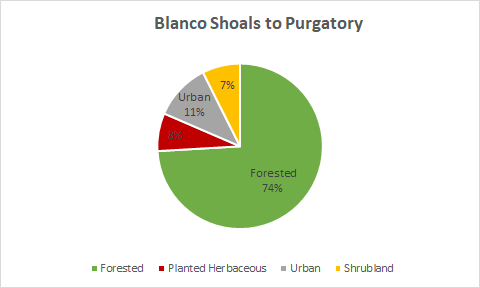 Blanco Shoals to Purgatory
7%
Urban
11%
8%
Forested
74%
Forested Planted Herbaceous Urban Shrubland